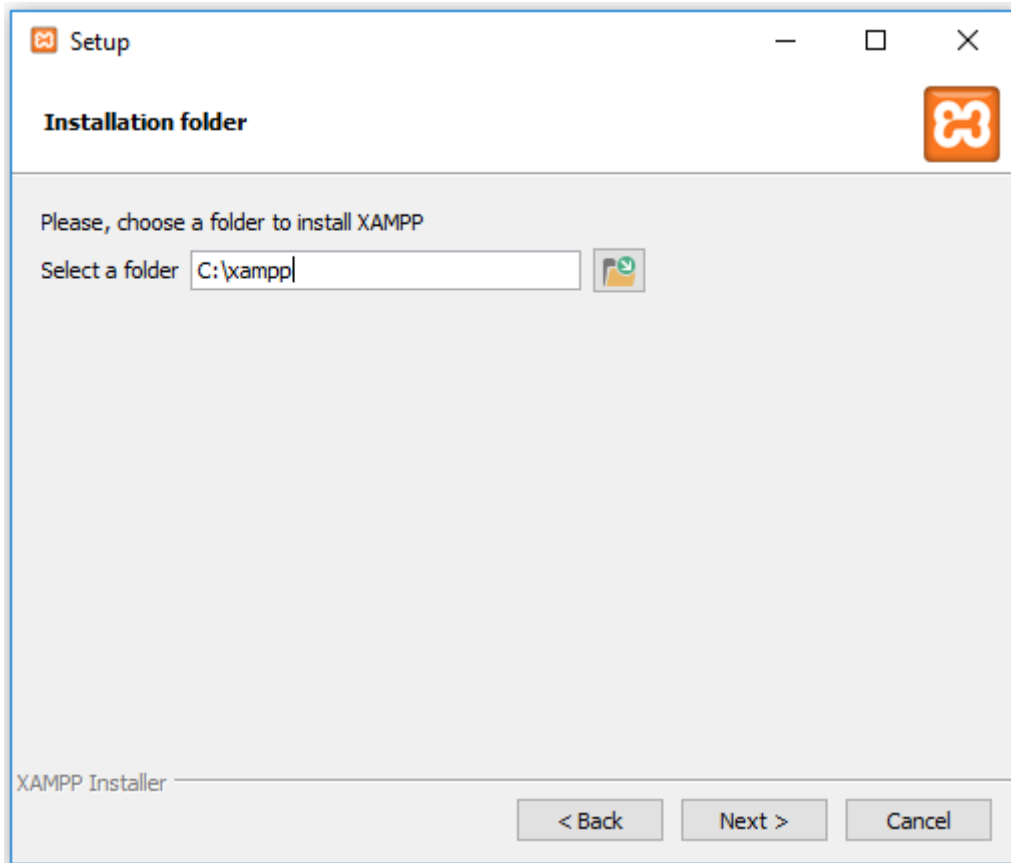 Setup
Installation folder
Please, choose a folder to install XAMPP
Select a folder C:\xampp
XAMPP Installer
< Back Next > Cancel